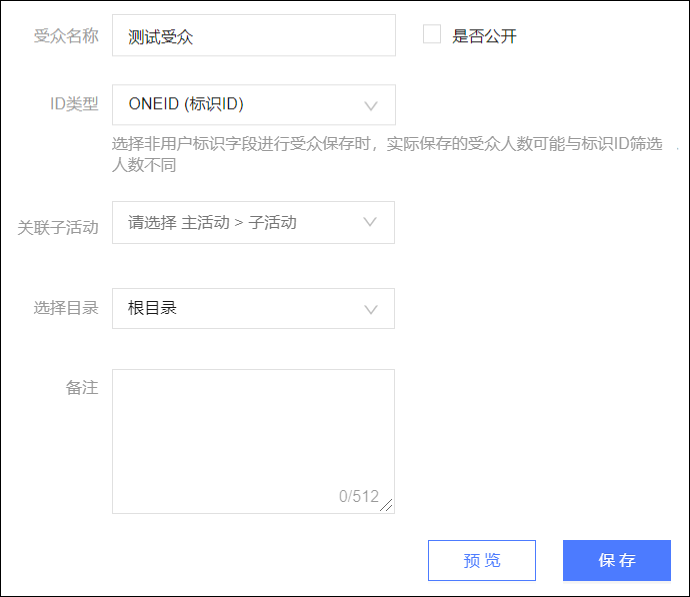 受众名称 测试受众 是否公开
ID类型 ONEID (标识ID)
选择非用户标识字段进行受众保存时，实际保存的受众人数可能与标识ID筛选
人数不同
关联子活动 请选择 主活动 > 子活动
选择目录 根目录
备注
0/512
预览 保存